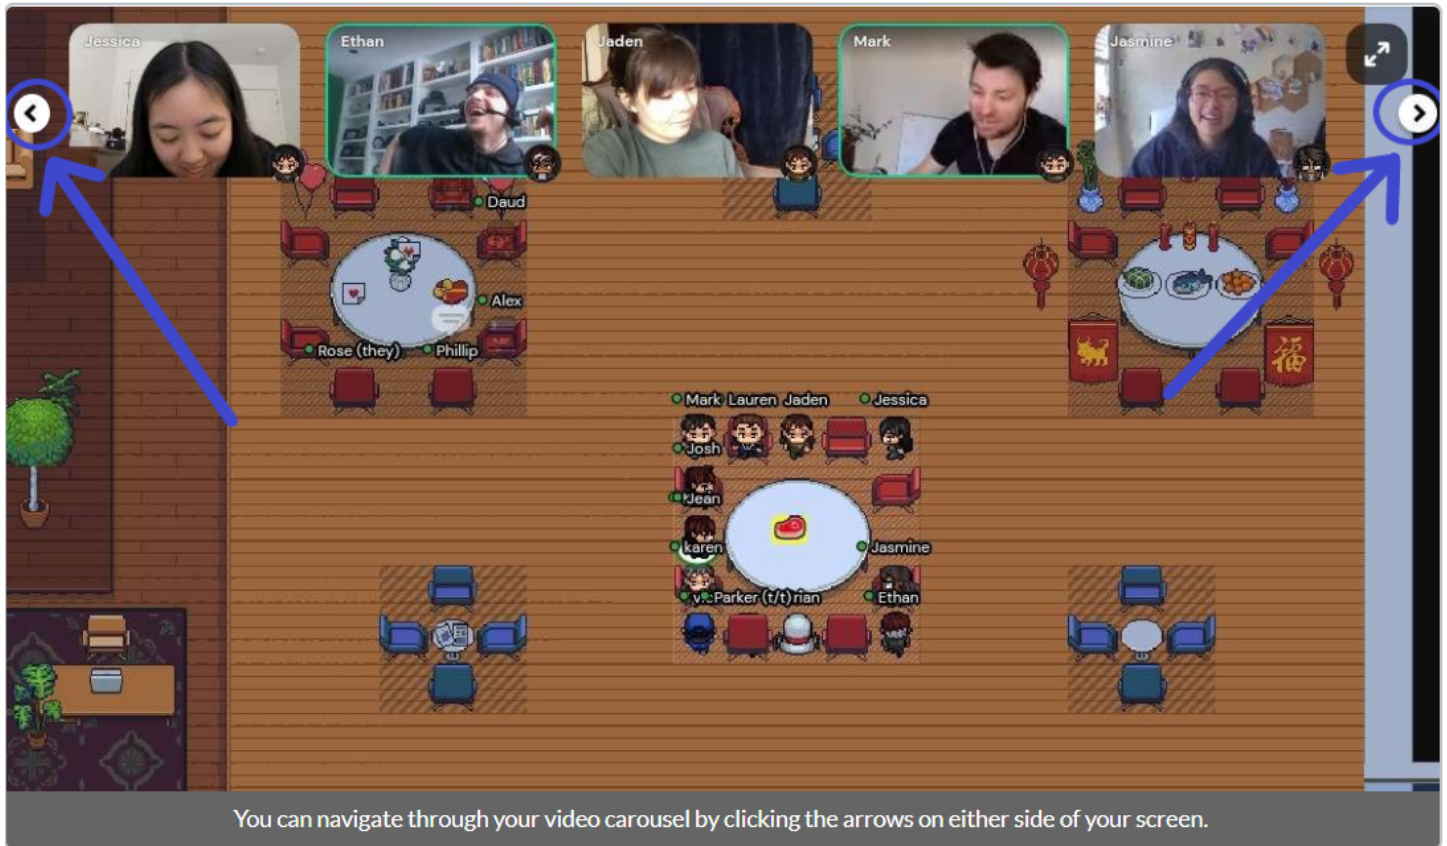 Jessica
Ethan
Jaden
Mark
Jasmine
Daud
Alex
Rose (they)
Phillip
福
Mark Lauren Jaden Jessica
Josh
Jean
karen
Jasmine
Parker (t/t) rian
Ethan
You can navigate through your video carousel by clicking the arrows on either side of your screen.